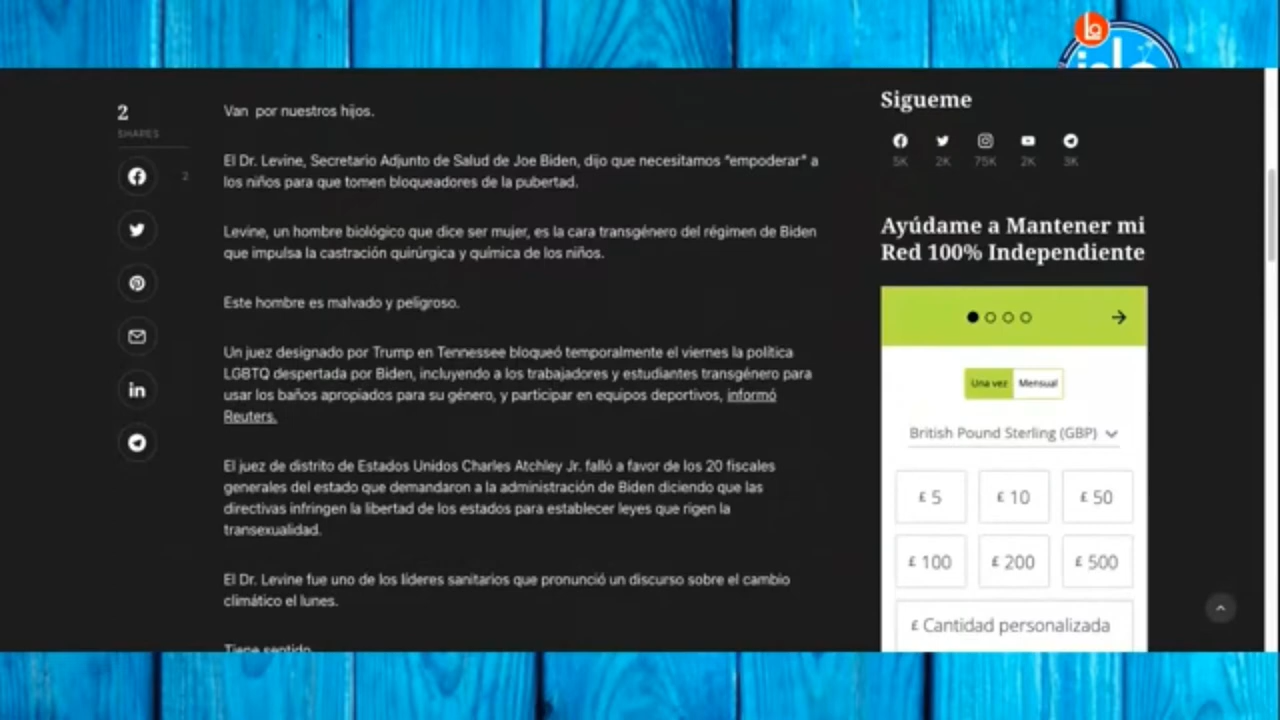 2
SHARES
2
Van por nuestros hijos.
El Dr. Levine, Secretario Adjunto de Salud de Joe Biden, dijo que necesitamos "empoderar" a
los niños para que tomen bloqueadores de la pubertad.
Levine, un hombre biológico que dice ser mujer, es la cara transgénero del régimen de Biden
que impulsa la castración quirúrgica y química de los niños.
Este hombre es malvado y peligroso.
Un juez designado por Trump en Tennessee bloqueó temporalmente el viernes la política
LGBTQ despertada por Biden, incluyendo a los trabajadores y estudiantes transgénero para
usar los baños apropiados para su género, y participar en equipos deportivos, informó
Reuters.
El juez de distrito de Estados Unidos Charles Atchley Jr. falló a favor de los 20 fiscales
generales del estado que demandaron a la administración de Biden diciendo que las
directivas infringen la libertad de los estados para establecer leyes que rigen la
transexualidad.
El Dr. Levine fue uno de los líderes sanitarios que pronunció un discurso sobre el cambio
climático el lunes.
Tiene sentido
Sigueme
5K 2K 75K 2K 3K
Ayúdame a Mantener mi
Red 100% Independiente
Una vez Mensual
British Pound Sterling (GBP)
£ 5 £ 10 £ 50
£ 100 £ 200 £ 500
£ Cantidad personalizada